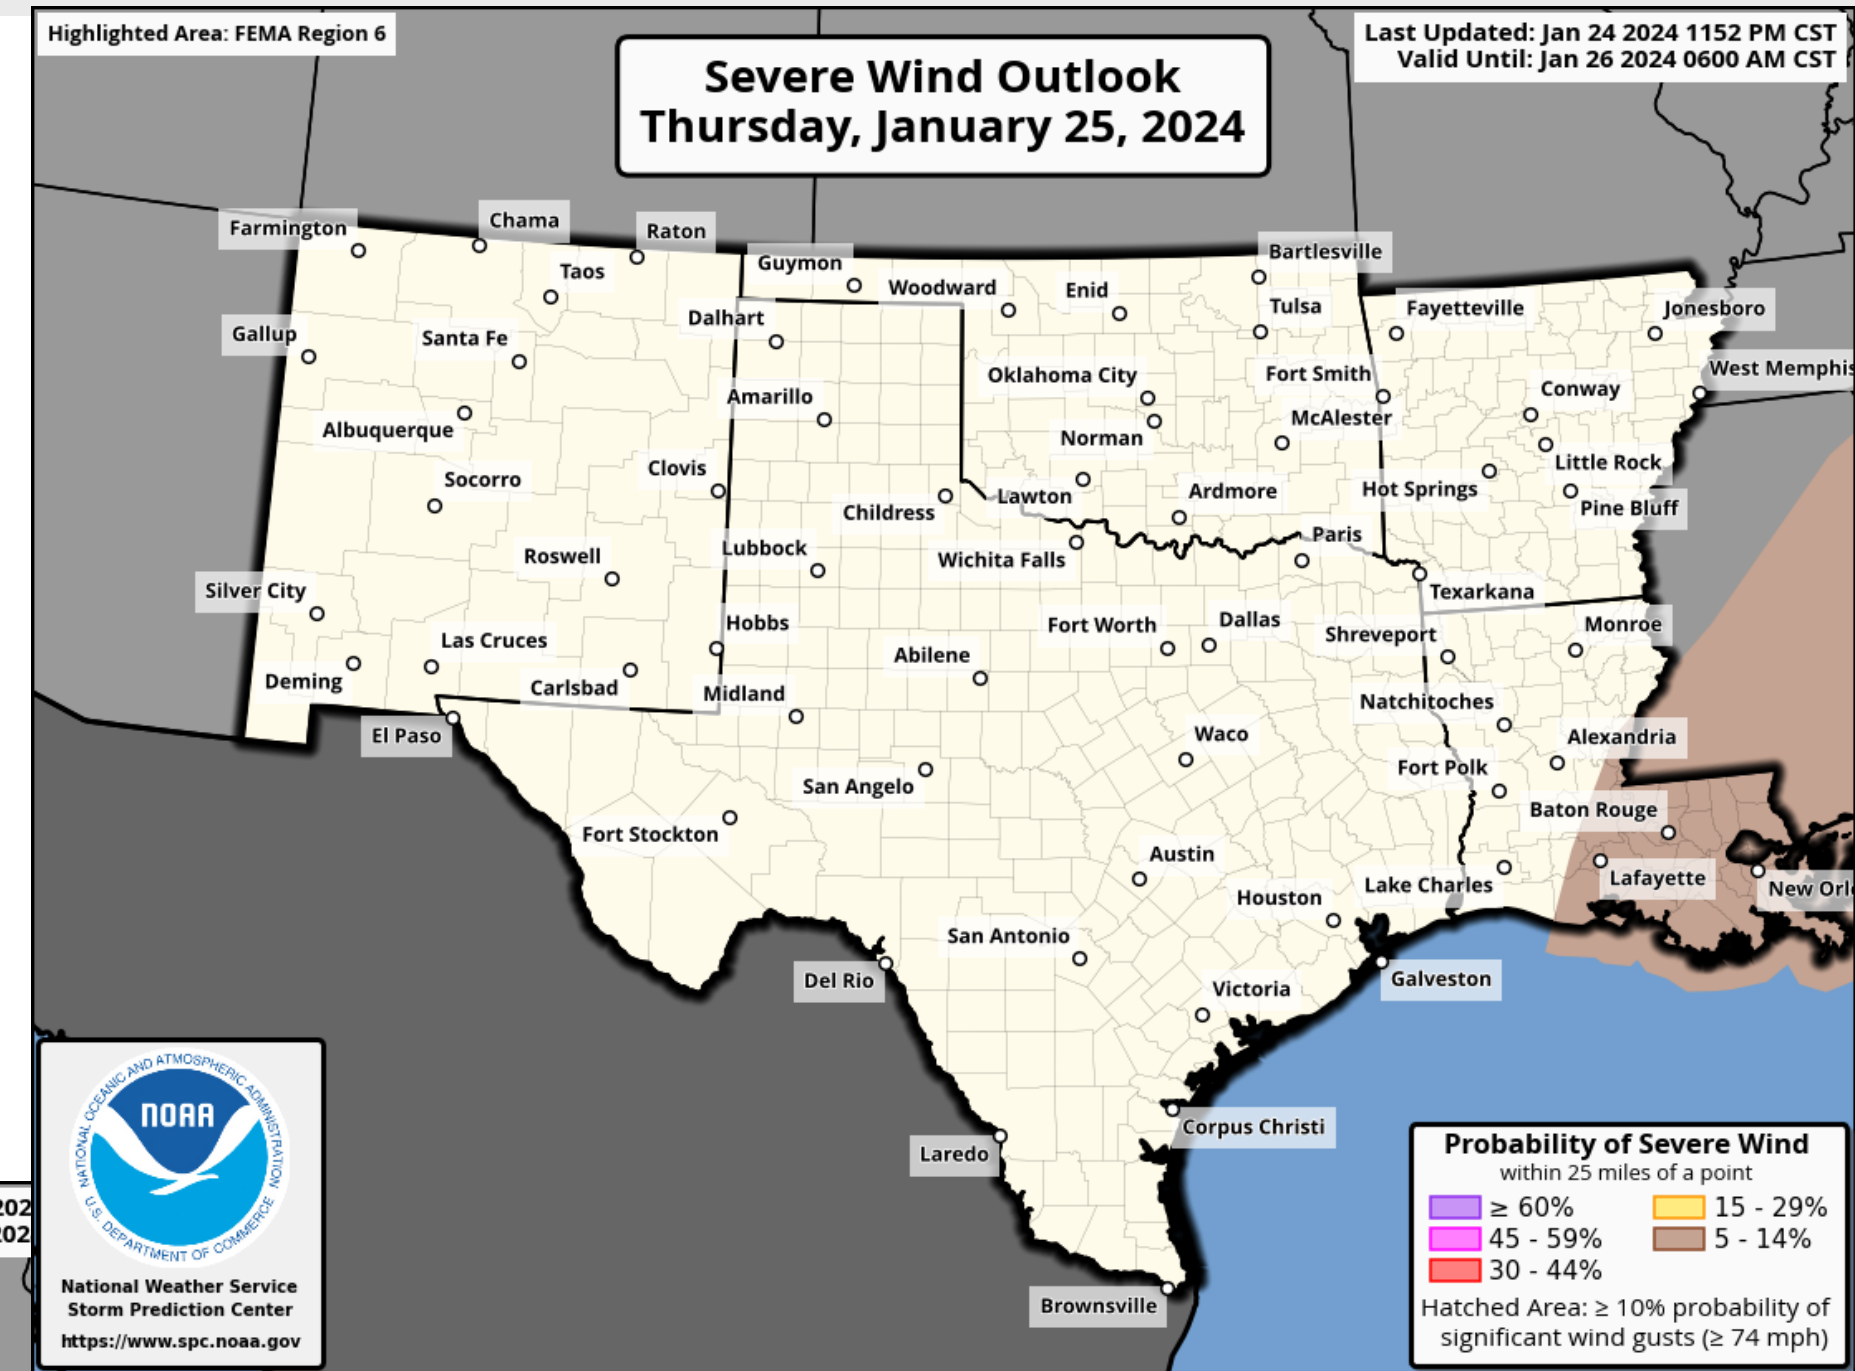 Highlighted Area: FEMA Region 6
Last Updated: Jan 24 2024 1152 PM CST
Valid Until: Jan 26 2024 0600 AM CST
Severe Wind Outlook
Thursday, January 25, 2024
Farmington
Chama
Raton
Taos
Guymon
Woodward
Enid
Bartlesville
Tulsa
Fayetteville
Jonesboro
Gallup
Santa Fe
Dalhart
Oklahoma City
Fort Smith
Conway
West Memphis
Amarillo
Albuquerque
Norman
McAlester
Little Rock
Socorro
Clovis
Childress
Lawton
Ardmore
Hot Springs
Pine Bluff
Roswell
Lubbock
Wichita Falls
Paris
Silver City
Texarkana
Las Cruces
Hobbs
Fort Worth
Dallas
Shreveport
Monroe
Deming
Carlsbad
Midland
Abilene
Natchitoches
El Paso
Waco
Alexandria
San Angelo
Fort Polk
Fort Stockton
Baton Rouge
Austin
Houston
Lake Charles
Lafayette
New Orl
San Antonio
Del Rio
Victoria
Galveston
Corpus Christi
Laredo
Brownsville
202
202
NATIONAL OCEANIC AND ATMOSPHERIC ADMINISTRATION
NOAA
U.S. DEPARTMENT OF COMMERCE
National Weather Service
Storm Prediction Center
https://www.spc.noaa.gov
Probability of Severe Wind
within 25 miles of a point
≥ 60%
15 - 29%
45 - 59%
5 - 14%
30 - 44%
Hatched Area: ≥ 10% probability of
significant wind gusts (≥ 74 mph)